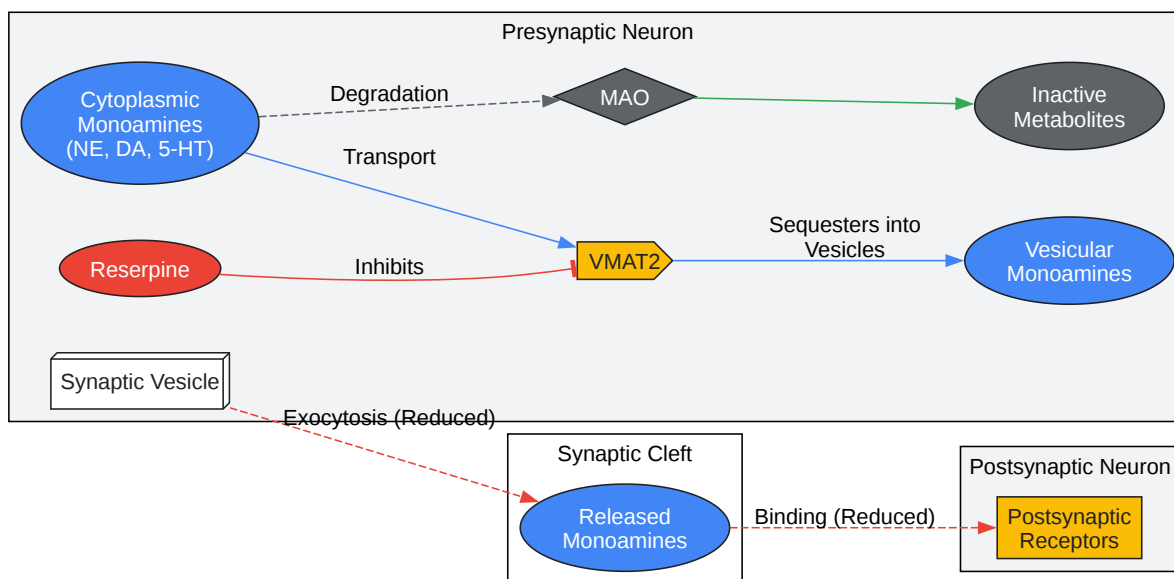 Presynaptic Neuron
Cytoplasmic
Monoamines
(NE, DA, 5-HT)
Degradation
MAO
Inactive
Metabolites
Transport
Reserpine
Inhibits
VMAT2
Sequesters into
Vesicles
Vesicular
Monoamines
Synaptic Vesicle
Exocytosis (Reduced)
Synaptic Cleft
Released
Monoamines
Binding (Reduced)
Postsynaptic Neuron
Postsynaptic
Receptors